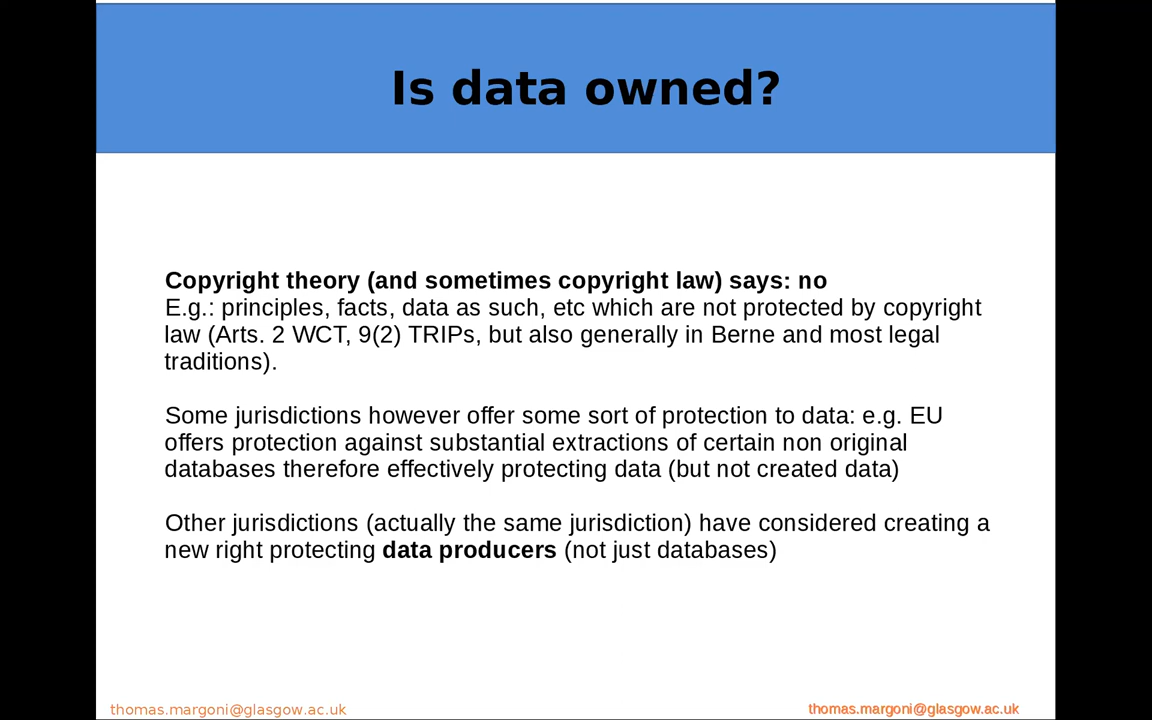 Is data owned?
Copyright theory (and sometimes copyright law) says: no
E.g.: principles, facts, data as such, etc which are not protected by copyright
law (Arts. 2 WCT, 9(2) TRIPs, but also generally in Berne and most legal
traditions).
Some jurisdictions however offer some sort of protection to data: e.g. EU
offers protection against substantial extractions of certain non original
databases therefore effectively protecting data (but not created data)
Other jurisdictions (actually the same jurisdiction) have considered creating a
new right protecting data producers (not just databases)
thomas.margoni@glasgow.ac.uk
thomas.margoni@glasgow.ac.uk